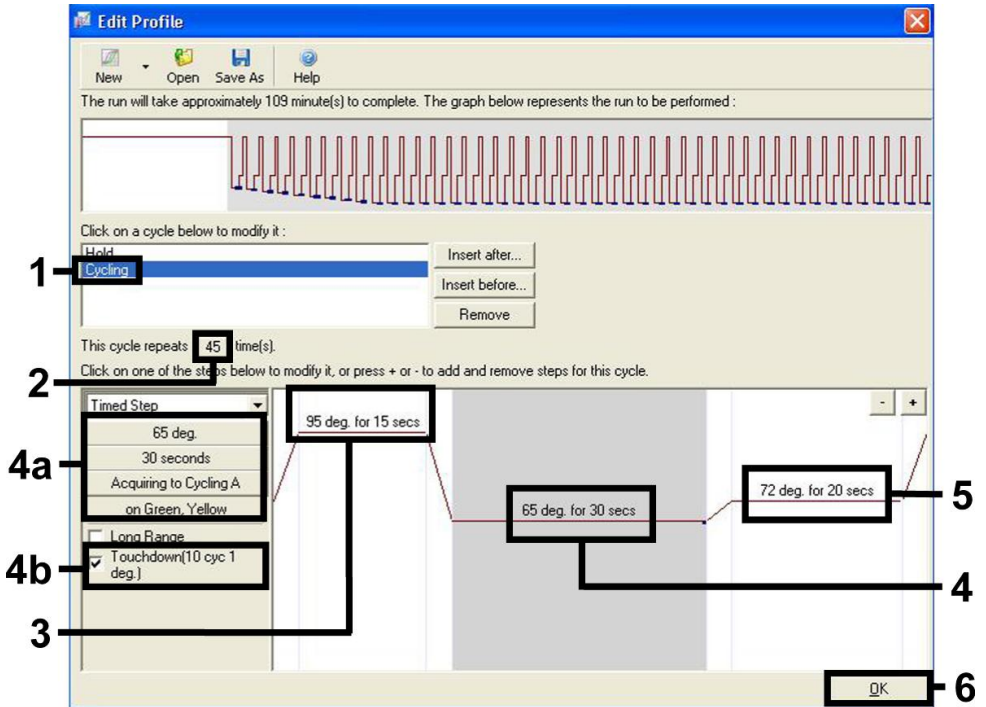 Edit Profile
New Open Save As Help
The run will take approximately 109 minute(s) to complete. The graph below represents the run to be performed :
Click on a cycle below to modify it :
Hold
Cycling
Insert after...
Insert before...
Remove
1
This cycle repeats 45 time(s).
2
Click on one of the steps below to modify it, or press + or - to add and remove steps for this cycle.
Timed Step
- +
65 deg.
30 seconds
Acquiring to Cycling A
on Green, Yellow
4a
Long Range
Touchdown(10 cyc 1
deg.)
4b
95 deg. for 15 secs
3
65 deg. for 30 secs
4
72 deg. for 20 secs
5
OK
6